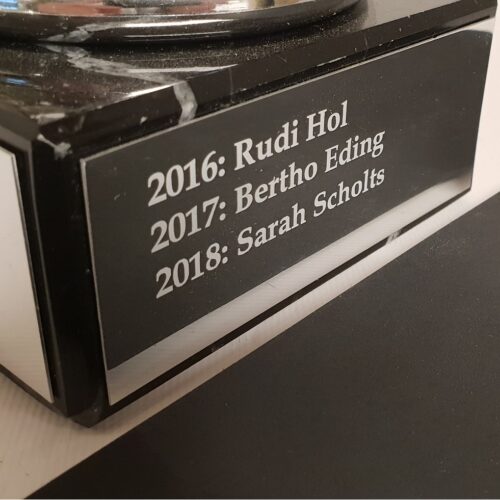 2016: Rudi Hol
2017: Bertho Eding
2018: Sarah Scholts